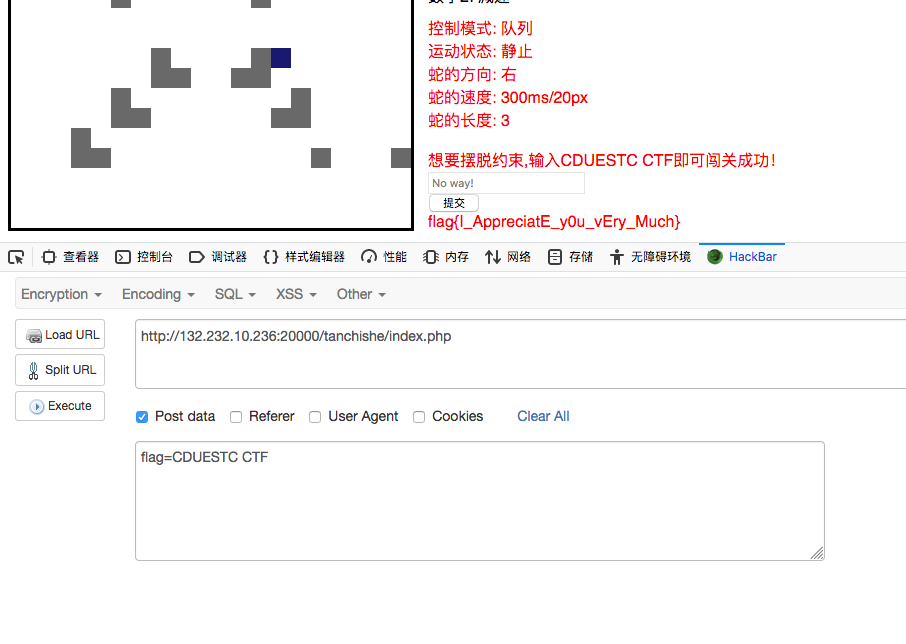 控制模式: 队列
运动状态: 静止
蛇的方向: 右
蛇的速度: 300ms/20px
蛇的长度: 3
想要摆脱约束,输入CDUESTC CTF即可闯关成功!
No way!
提交
flag{I_AppreciatE_y0u_vEry_Much}
查看器 控制台 调试器 {} 样式编辑器 性能 内存 网络 存储 无障碍环境 HackBar
Encryption Encoding SQL XSS Other
Load URL
http://132.232.10.236:20000/tanchishe/index.php
Split URL
Execute
Post data Referer User Agent Cookies Clear All
flag=CDUESTC CTF